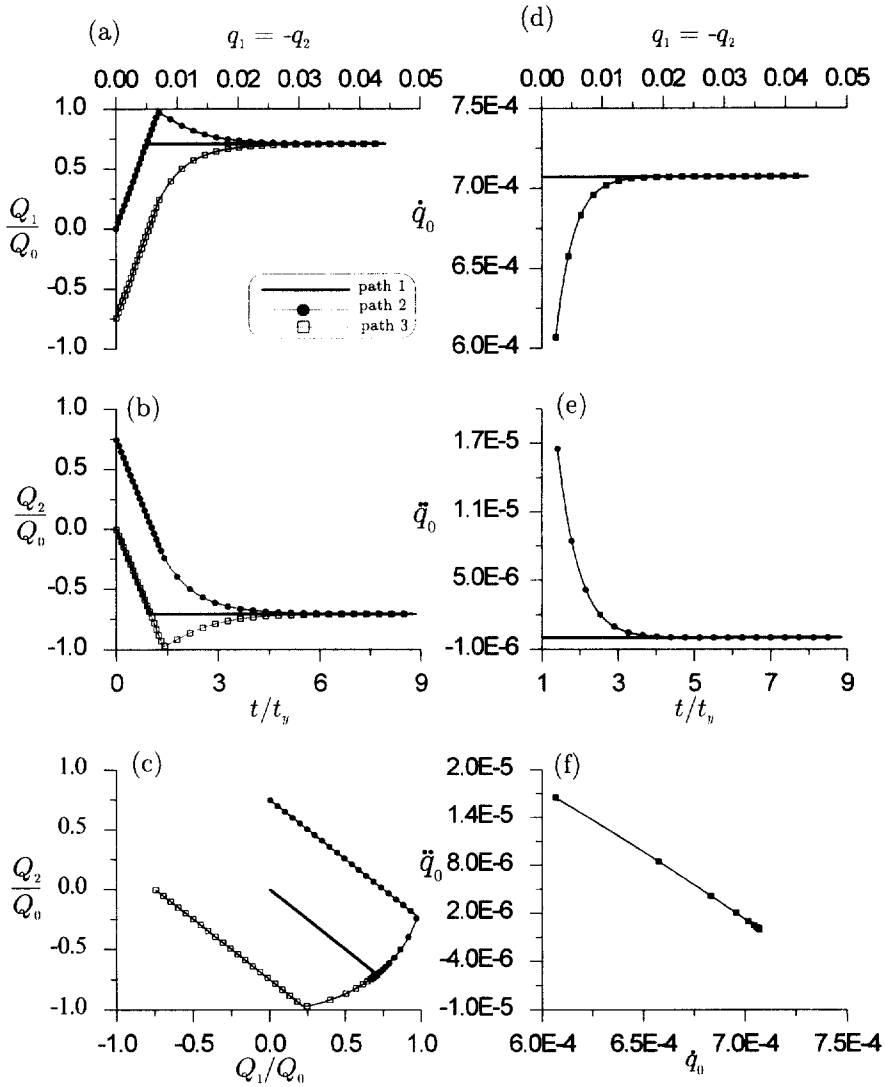 (a)
q₁ = -q₂
0.00 0.01 0.02 0.03 0.04 0.05
1.0
0.5
0.0
-0.5
-1.0
Q₁/Q₀
path 1
path 2
path 3
(d)
q₁ = -q₂
0.00 0.01 0.02 0.03 0.04 0.05
7.5E-4
7.0E-4
6.5E-4
6.0E-4
q̇₀
(b)
1.0
0.5
0.0
-0.5
-1.0
Q₂/Q₀
0 3 6 9
t/t_y
(e)
1.7E-5
1.1E-5
5.0E-6
-1.0E-6
q̈₀
1 3 5 7 9
t/t_y
(c)
1.0
0.5
0.0
-0.5
-1.0
Q₂/Q₀
-1.0 -0.5 0.0 0.5 1.0
Q₁/Q₀
(f)
2.0E-5
1.4E-5
8.0E-6
2.0E-6
-4.0E-6
-1.0E-5
q̈₀
6.0E-4 6.5E-4 7.0E-4 7.5E-4
q̇₀